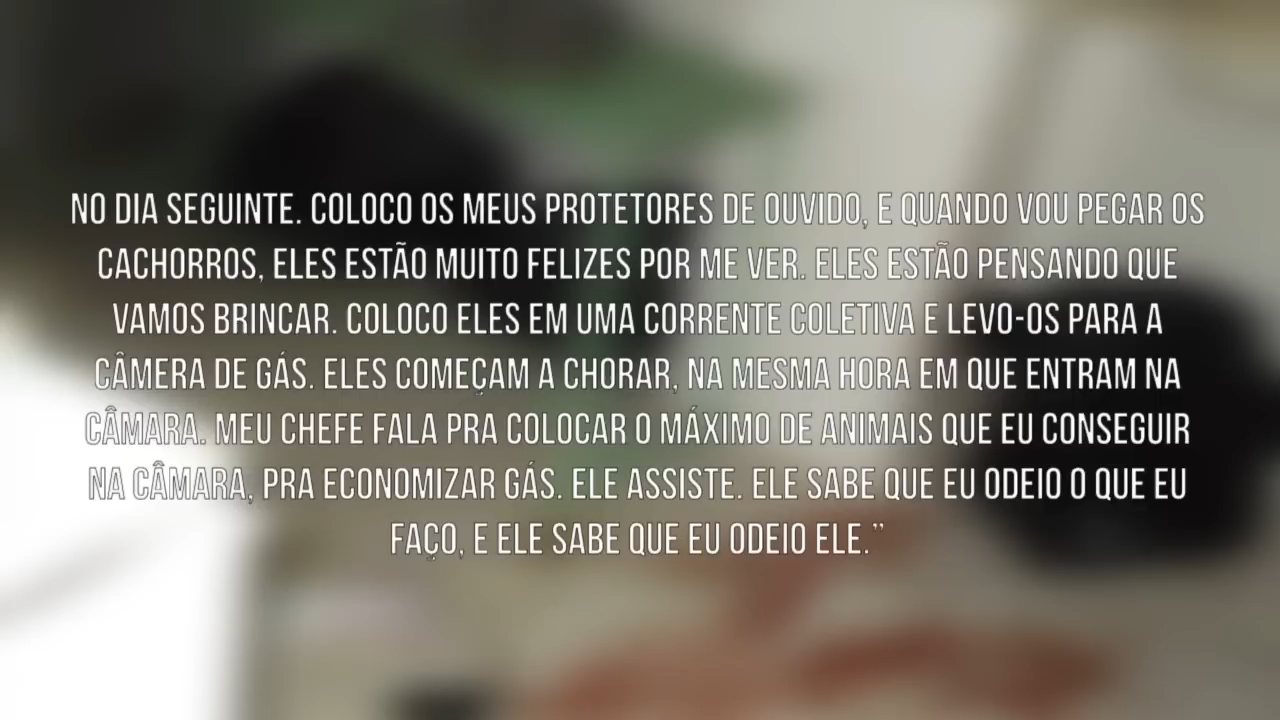 NO DIA SEGUINTE. COLOCO OS MEUS PROTETORES DE OUVIDO, E QUANDO VOU PEGAR OS
CACHORROS, ELES ESTÃO MUITO FELIZES POR ME VER. ELES ESTÃO PENSANDO QUE
VAMOS BRINCAR. COLOCO ELES EM UMA CORRENTE COLETIVA E LEVO-OS PARA A
CÂMERA DE GÁS. ELES COMEÇAM A CHORAR, NA MESMA HORA EM QUE ENTRAM NA
CÂMARA. MEU CHEFE FALA PRA COLOCAR O MÁXIMO DE ANIMAIS QUE EU CONSEGUIR
NA CÂMARA, PRA ECONOMIZAR GÁS. ELE ASSISTE. ELE SABE QUE EU ODEIO O QUE EU
FAÇO, E ELE SABE QUE EU ODEIO ELE.”